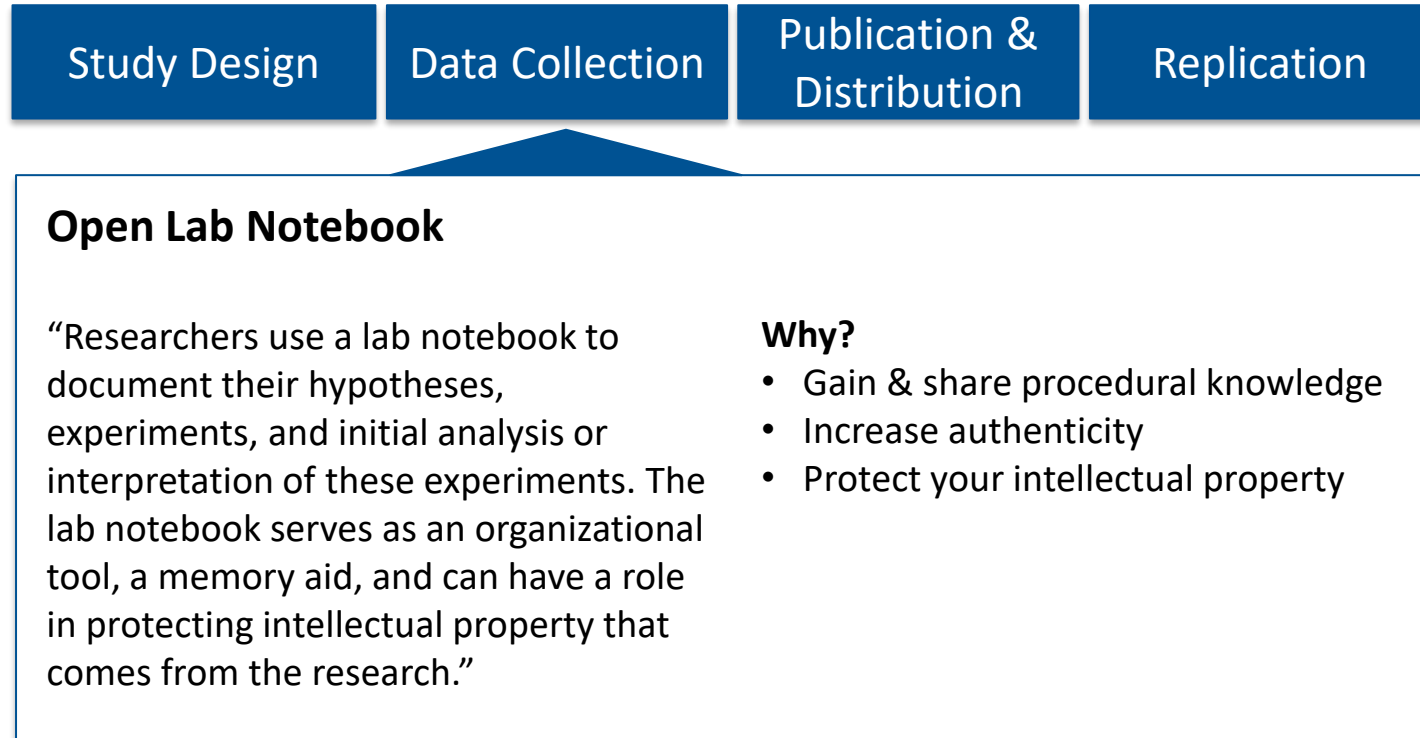 Study Design
Data Collection
Publication &
Distribution
Replication
Open Lab Notebook
“Researchers use a lab notebook to
document their hypotheses,
experiments, and initial analysis or
interpretation of these experiments. The
lab notebook serves as an organizational
tool, a memory aid, and can have a role
in protecting intellectual property that
comes from the research.”
Why?
• Gain & share procedural knowledge
• Increase authenticity
• Protect your intellectual property